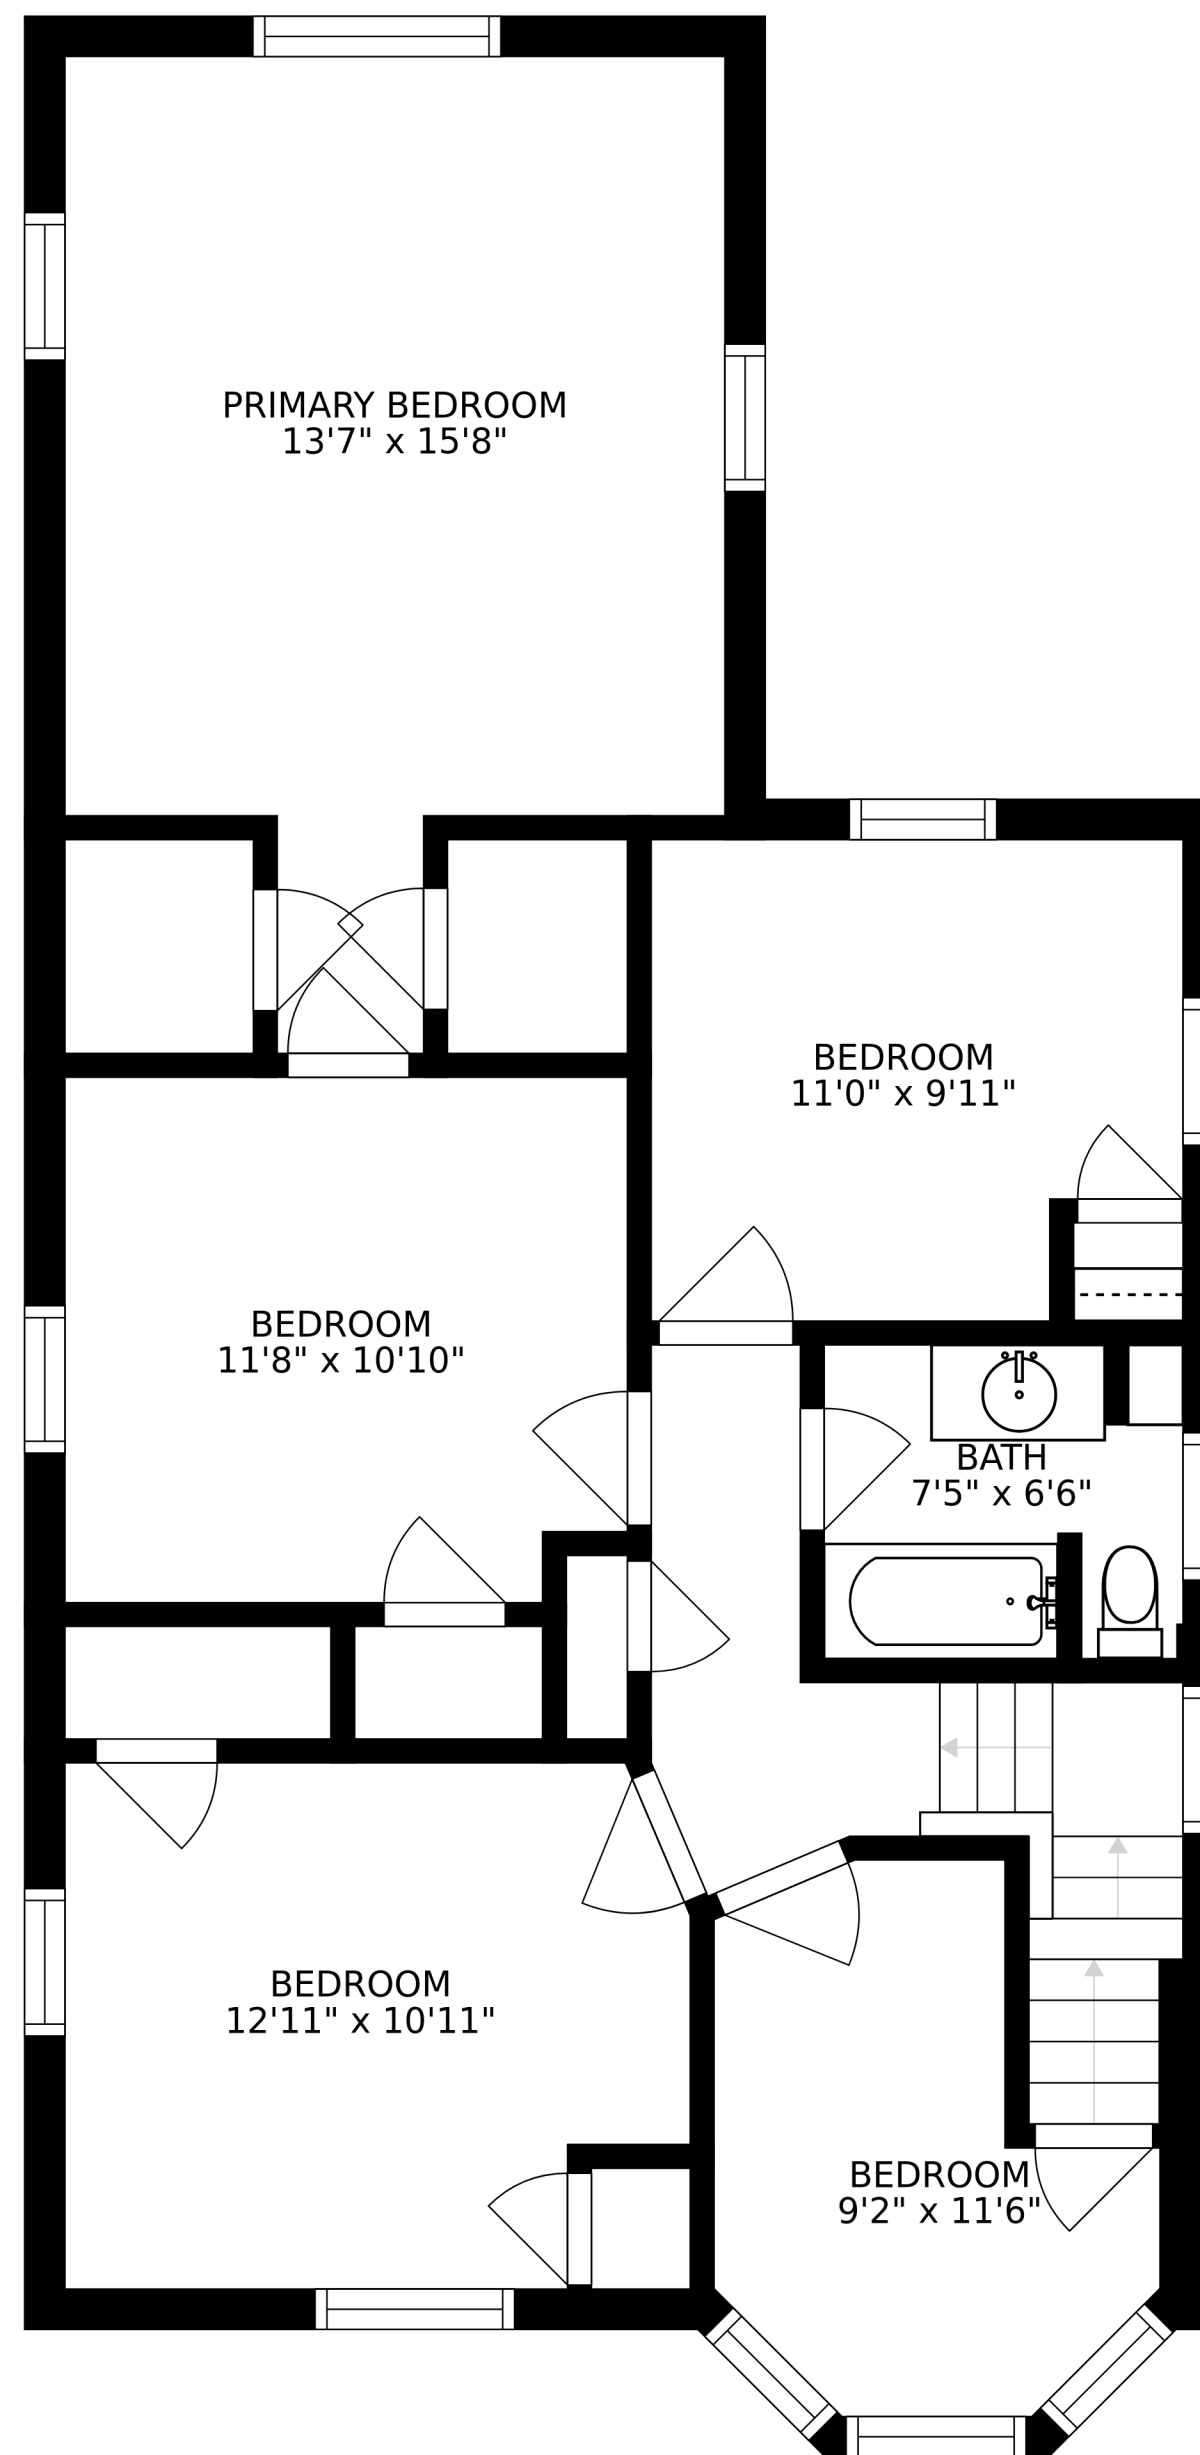 PRIMARY BEDROOM
13'7" x 15'8"
BEDROOM
11'0" x 9'11"
BEDROOM
11'8" x 10'10"
BATH
7'5" x 6'6"
BEDROOM
12'11" x 10'11"
BEDROOM
9'2" x 11'6"